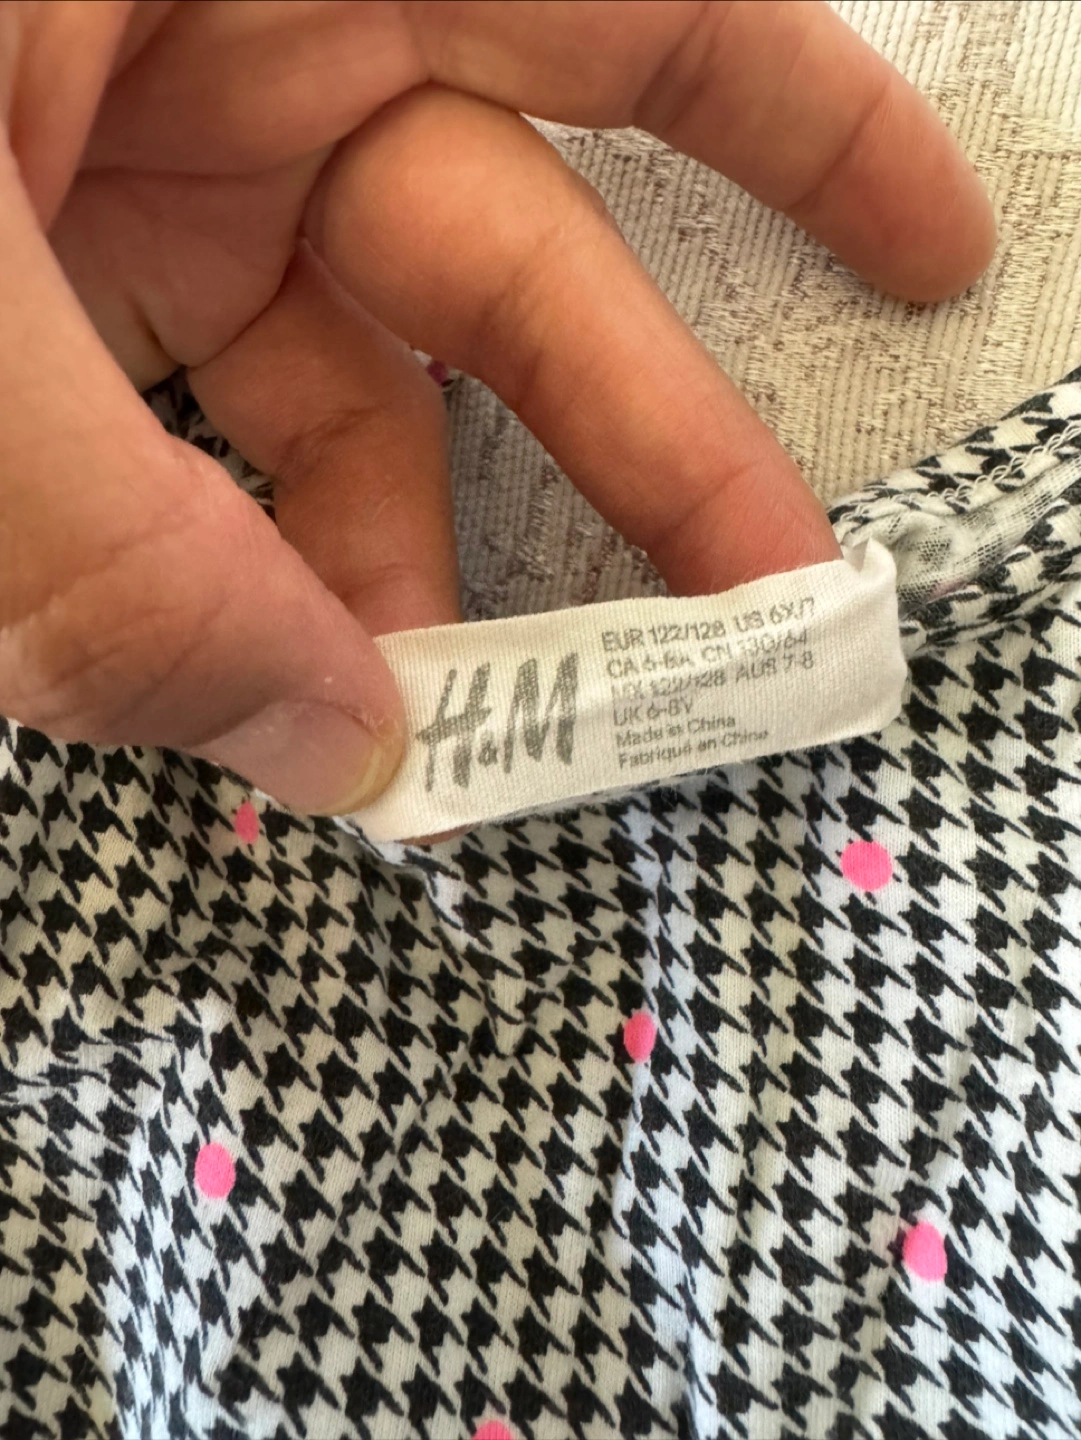 H&M
EUR 122/128 US 6X/7
CA 6-8A CN 130/64
MX 122/128 AUS 7-8
UK 6-8Y
Made in China
Fabriqué en Chine